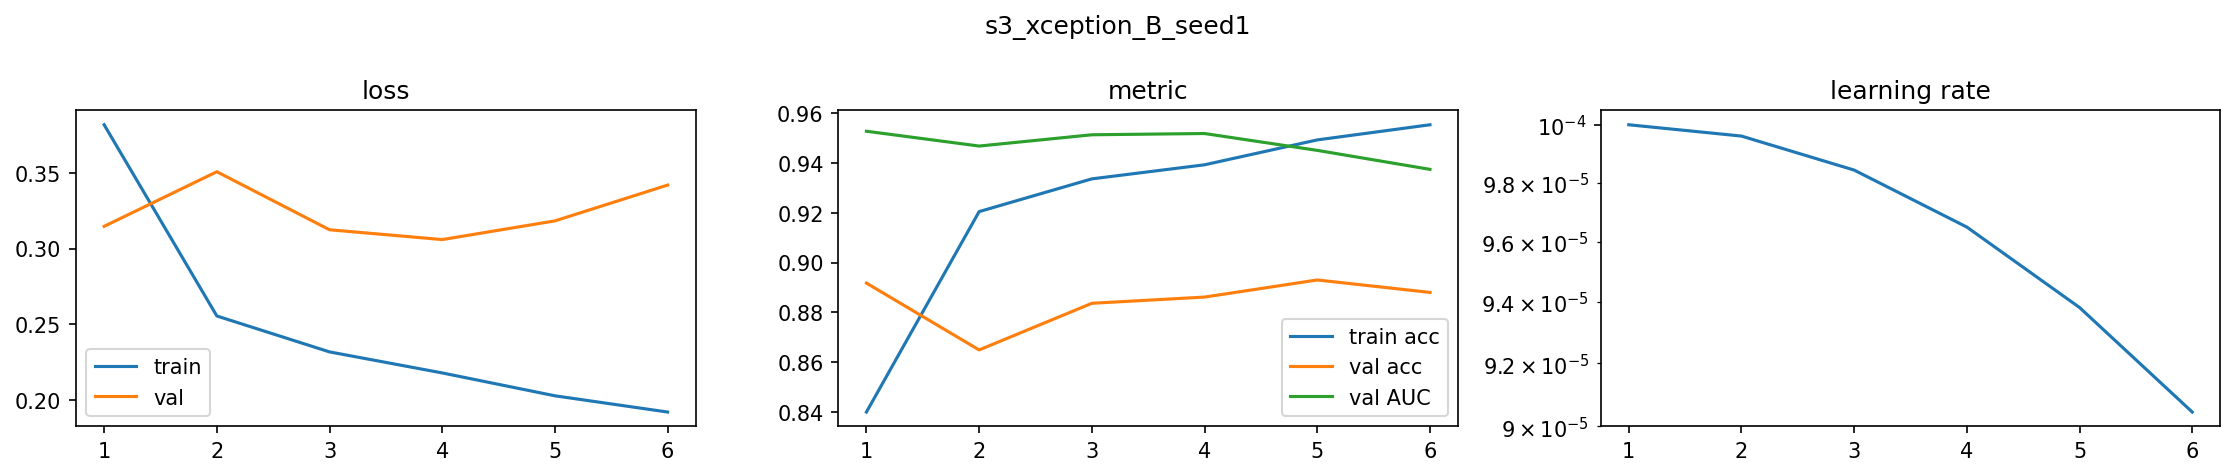 s3_xception_B_seed1
loss
0.35
0.30
0.25
0.20
train
val
1 2 3 4 5 6
metric
0.96
0.94
0.92
0.90
0.88
0.86
0.84
train acc
val acc
val AUC
1 2 3 4 5 6
learning rate
10⁻⁴
9.8 × 10⁻⁵
9.6 × 10⁻⁵
9.4 × 10⁻⁵
9.2 × 10⁻⁵
9 × 10⁻⁵
1 2 3 4 5 6